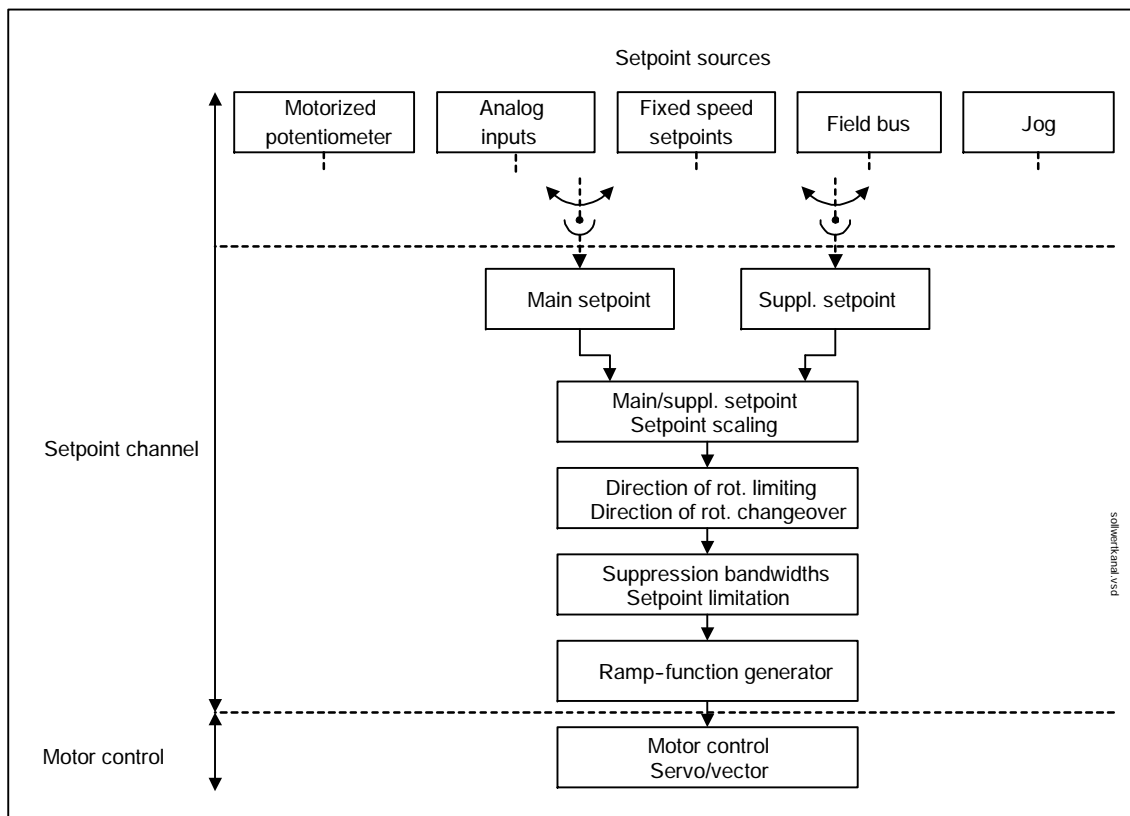 Setpoint sources
Motorized
potentiometer
Analog
inputs
Fixed speed
setpoints
Field bus
Jog
Main setpoint
Suppl. setpoint
Main/suppl. setpoint
Setpoint scaling
Setpoint channel
Direction of rot. limiting
Direction of rot. changeover
Suppression bandwidths
Setpoint limitation
sollwertkanal.vsd
Ramp-function generator
Motor control
Motor control
Servo/vector